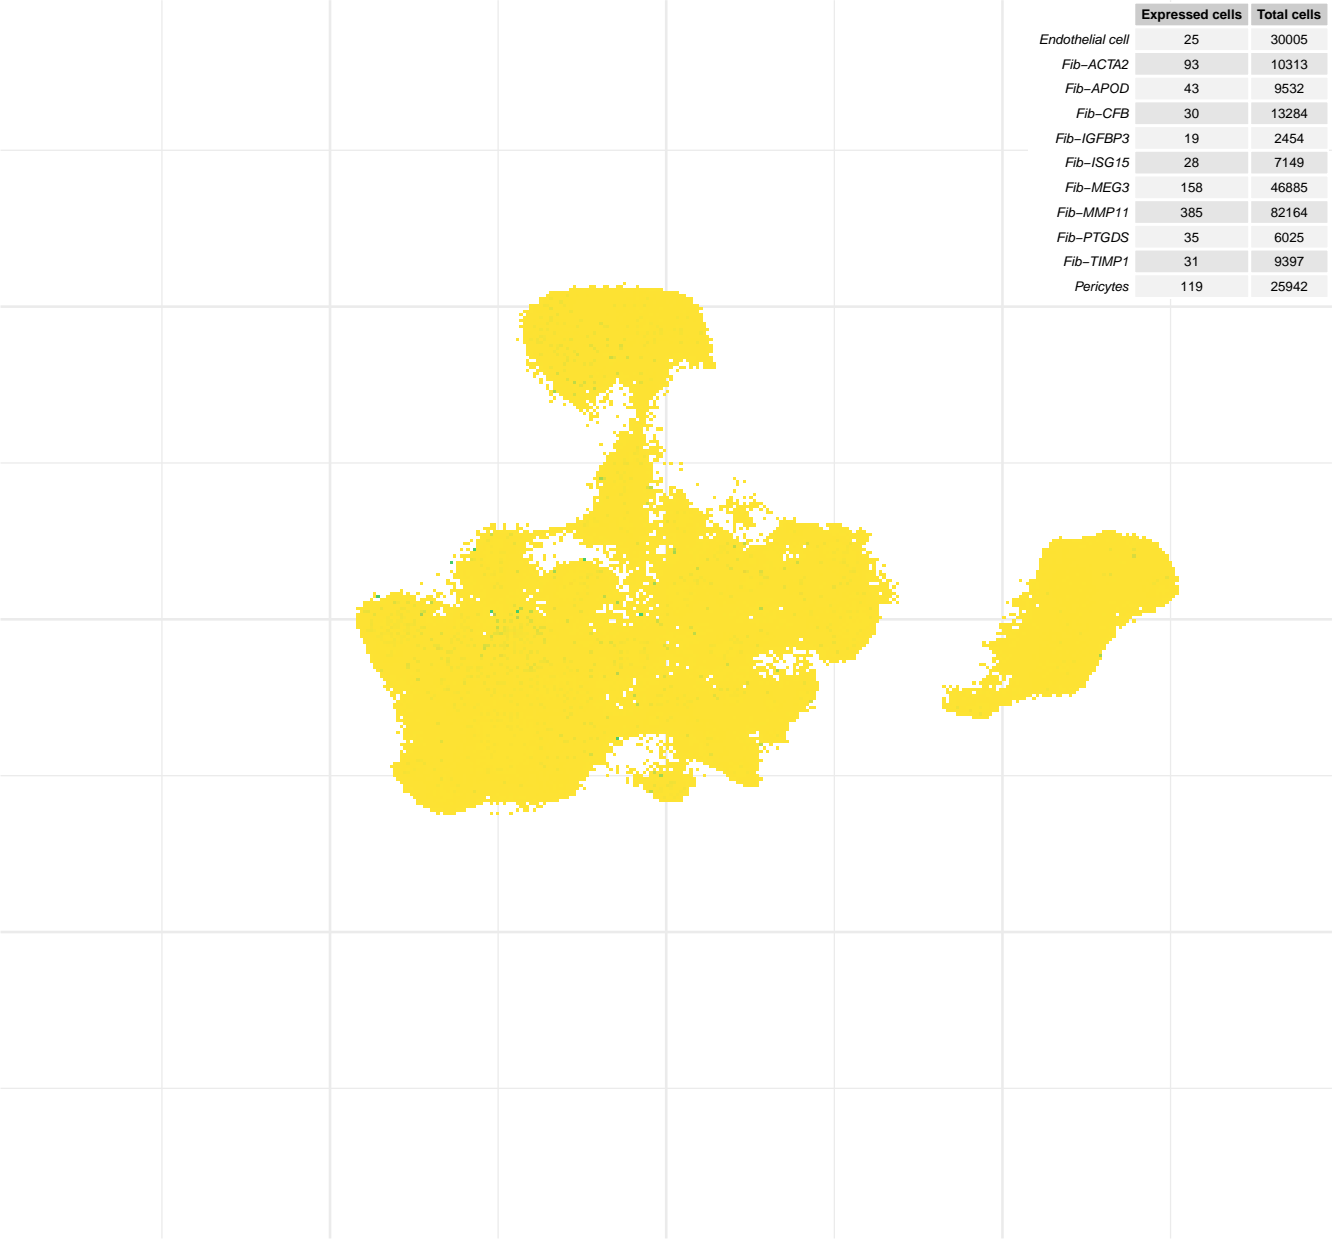 Expressed cells Total cells
Endothelial cell 25 30005
Fib−ACTA2 93 10313
Fib−APOD 43 9532
Fib−CFB 30 13284
Fib−IGFBP3 19 2454
Fib−ISG15 28 7149
Fib−MEG3 158 46885
Fib−MMP11 385 82164
Fib−PTGDS 35 6025
Fib−TIMP1 31 9397
Pericytes 119 25942